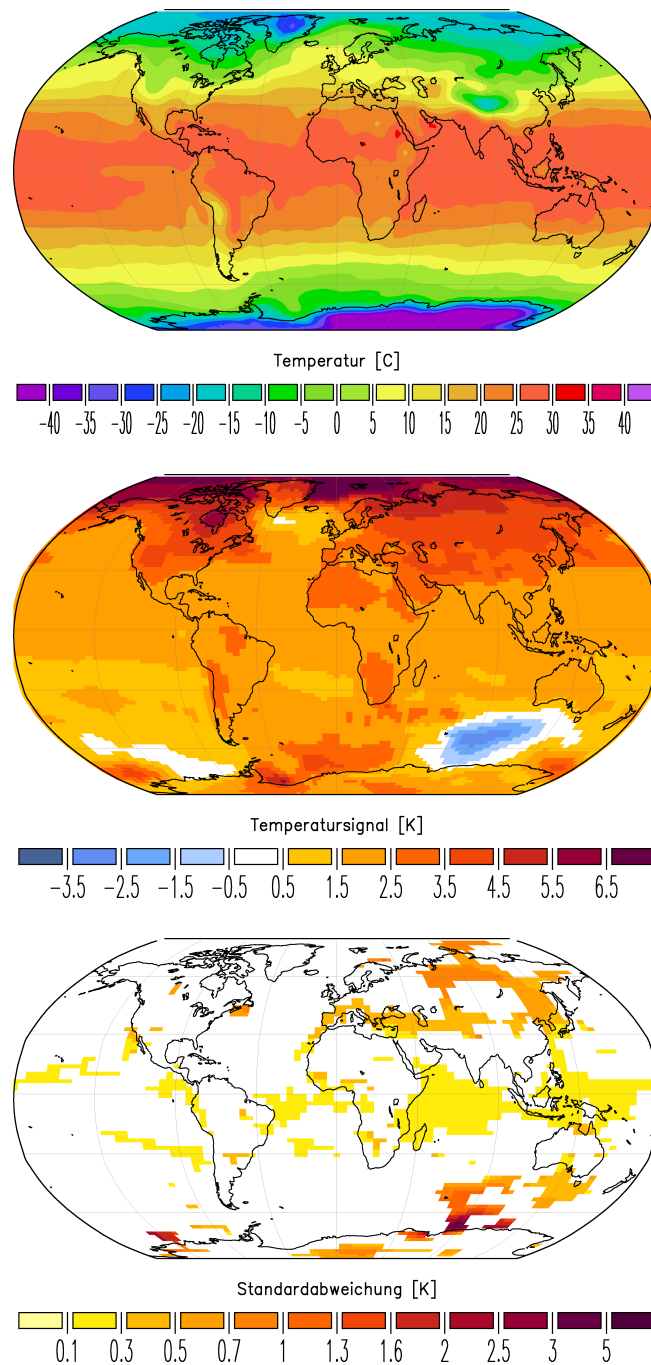 Temperatur [C]
-40 -35 -30 -25 -20 -15 -10 -5 0 5 10 15 20 25 30 35 40
Temperatursignal [K]
-3.5 -2.5 -1.5 -0.5 0.5 1.5 2.5 3.5 4.5 5.5 6.5
Standardabweichung [K]
0.1 0.3 0.5 0.7 1 1.3 1.6 2 2.5 3 5